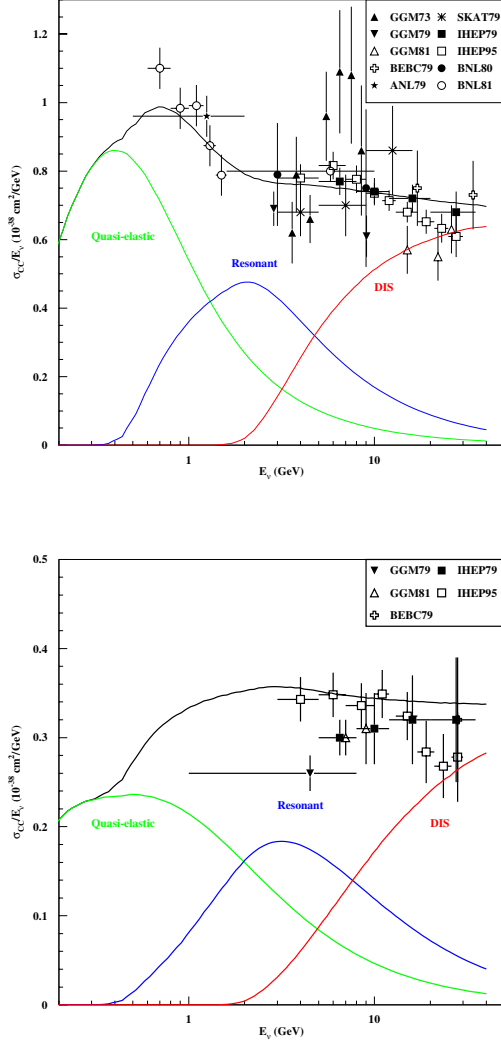 1.2
1
0.8
0.6
0.4
0.2
0
σCC/Eν (10⁻³⁸ cm²/GeV)
GGM73
GGM79
GGM81
BEBC79
ANL79
SKAT79
IHEP79
IHEP95
BNL80
BNL81
Quasi-elastic
Resonant
DIS
1
10
Eν (GeV)
0.5
0.4
0.3
0.2
0.1
0
σCC/Eν (10⁻³⁸ cm²/GeV)
GGM79
GGM81
BEBC79
IHEP79
IHEP95
Quasi-elastic
Resonant
DIS
1
10
Eν (GeV)